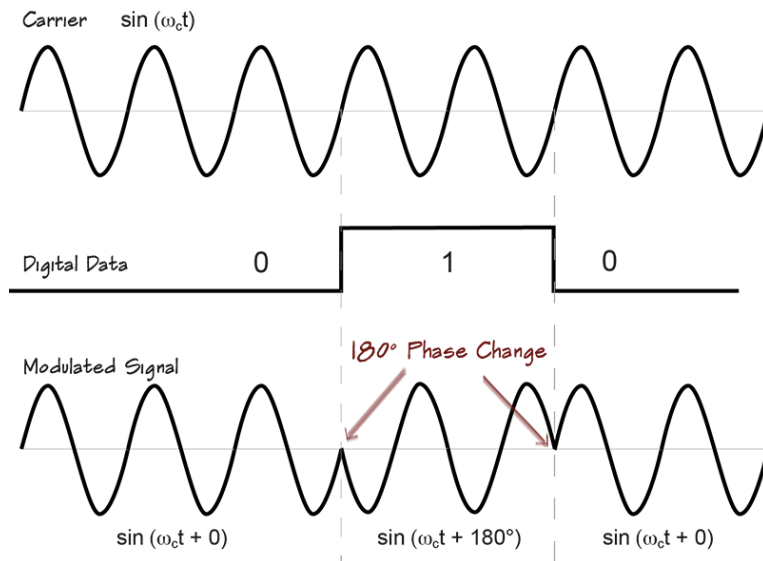 Carrier sin (ωct)
Digital Data 0 1 0
180° Phase Change
Modulated Signal
sin (ωct + 0) sin (ωct + 180°) sin (ωct + 0)